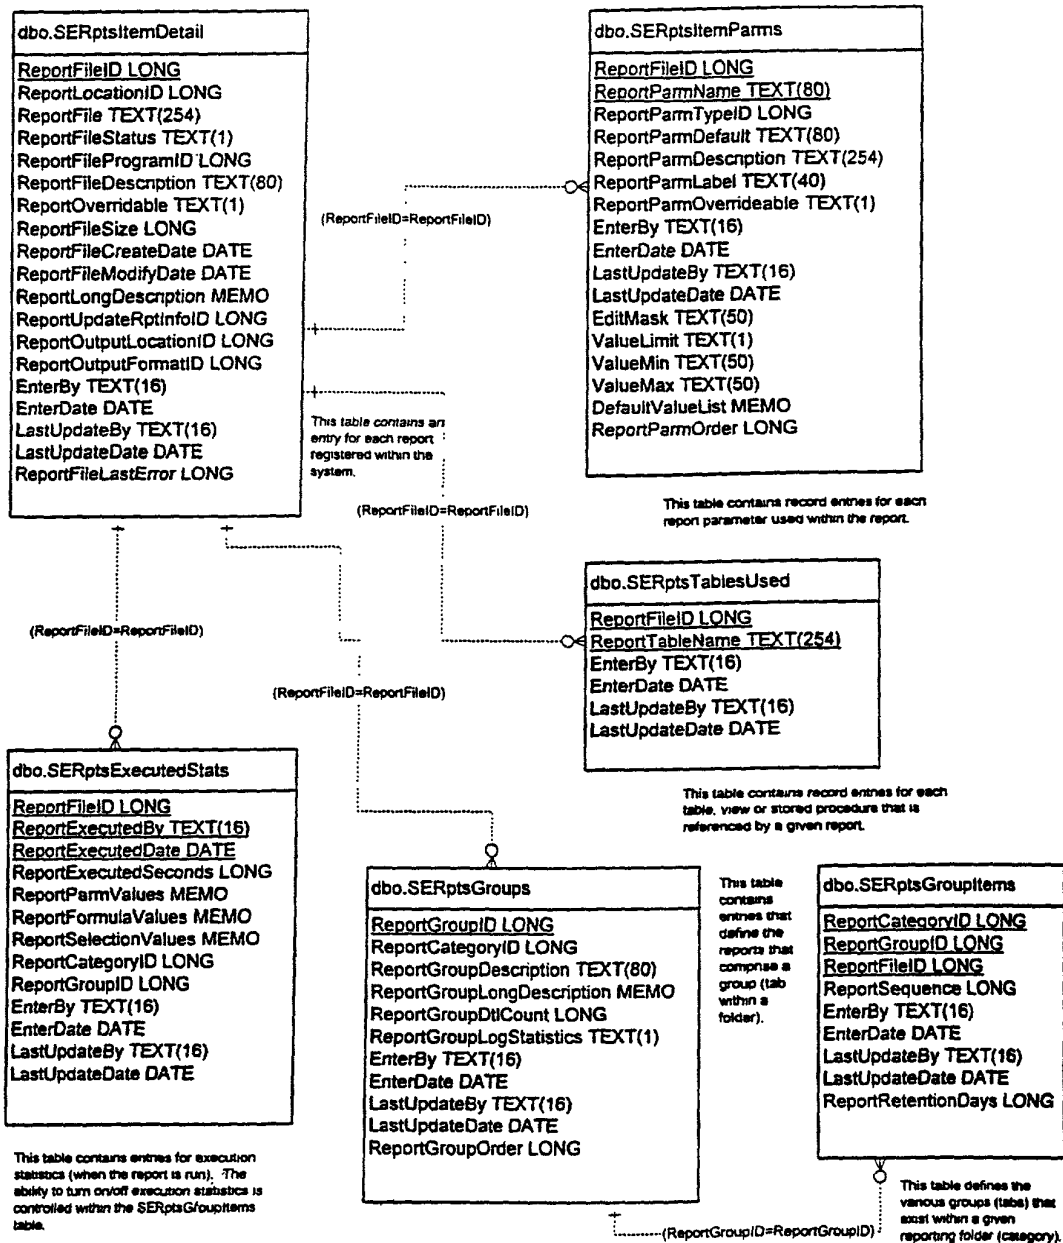 dbo.SERptsItemDetail
ReportFileID LONG
ReportLocationID LONG
ReportFile TEXT(254)
ReportFileStatus TEXT(1)
ReportFileProgramID LONG
ReportFileDescription TEXT(80)
ReportOverridable TEXT(1)
ReportFileSize LONG
ReportFileCreateDate DATE
ReportFileModifyDate DATE
ReportLongDescription MEMO
ReportUpdateRptInfoID LONG
ReportOutputLocationID LONG
ReportOutputFormatID LONG
EnterBy TEXT(16)
EnterDate DATE
LastUpdateBy TEXT(16)
LastUpdateDate DATE
ReportFileLastError LONG
This table contains an
entry for each report
registered within the
system.
(ReportFileID=ReportFileID)
dbo.SERptsItemParms
ReportFileID LONG
ReportParmName TEXT(80)
ReportParmTypeID LONG
ReportParmDefault TEXT(80)
ReportParmDescription TEXT(254)
ReportParmLabel TEXT(40)
ReportParmOverrideable TEXT(1)
EnterBy TEXT(16)
EnterDate DATE
LastUpdateBy TEXT(16)
LastUpdateDate DATE
EditMask TEXT(50)
ValueLimit TEXT(1)
ValueMin TEXT(50)
ValueMax TEXT(50)
DefaultValueList MEMO
ReportParmOrder LONG
This table contains record entries for each
report parameter used within the report.
(ReportFileID=ReportFileID)
dbo.SERptsTablesUsed
ReportFileID LONG
ReportTableName TEXT(254)
EnterBy TEXT(16)
EnterDate DATE
LastUpdateBy TEXT(16)
LastUpdateDate DATE
This table contains record entries for each
table, view or stored procedure that is
referenced by a given report.
(ReportFileID=ReportFileID)
(ReportFileID=ReportFileID)
dbo.SERptsExecutedStats
ReportFileID LONG
ReportExecutedBy TEXT(16)
ReportExecutedDate DATE
ReportExecutedSeconds LONG
ReportParmValues MEMO
ReportFormulaValues MEMO
ReportSelectionValues MEMO
ReportCategoryID LONG
ReportGroupID LONG
EnterBy TEXT(16)
EnterDate DATE
LastUpdateBy TEXT(16)
LastUpdateDate DATE
This table contains entries for execution
statistics (when the report is run). The
ability to turn on/off execution statistics is
controlled within the SERptsGroupItems
table.
dbo.SERptsGroups
ReportGroupID LONG
ReportCategoryID LONG
ReportGroupDescription TEXT(80)
ReportGroupLongDescription MEMO
ReportGroupDtlCount LONG
ReportGroupLogStatistics TEXT(1)
EnterBy TEXT(16)
EnterDate DATE
LastUpdateBy TEXT(16)
LastUpdateDate DATE
ReportGroupOrder LONG
This table
contains
entries that
define the
reports that
comprise a
group (tab
within a
folder).
dbo.SERptsGroupItems
ReportCategoryID LONG
ReportGroupID LONG
ReportFileID LONG
ReportSequence LONG
EnterBy TEXT(16)
EnterDate DATE
LastUpdateBy TEXT(16)
LastUpdateDate DATE
ReportRetentionDays LONG
This table defines the
various groups (tabs) that
exist within a given
reporting folder (category).
(ReportGroupID=ReportGroupID)